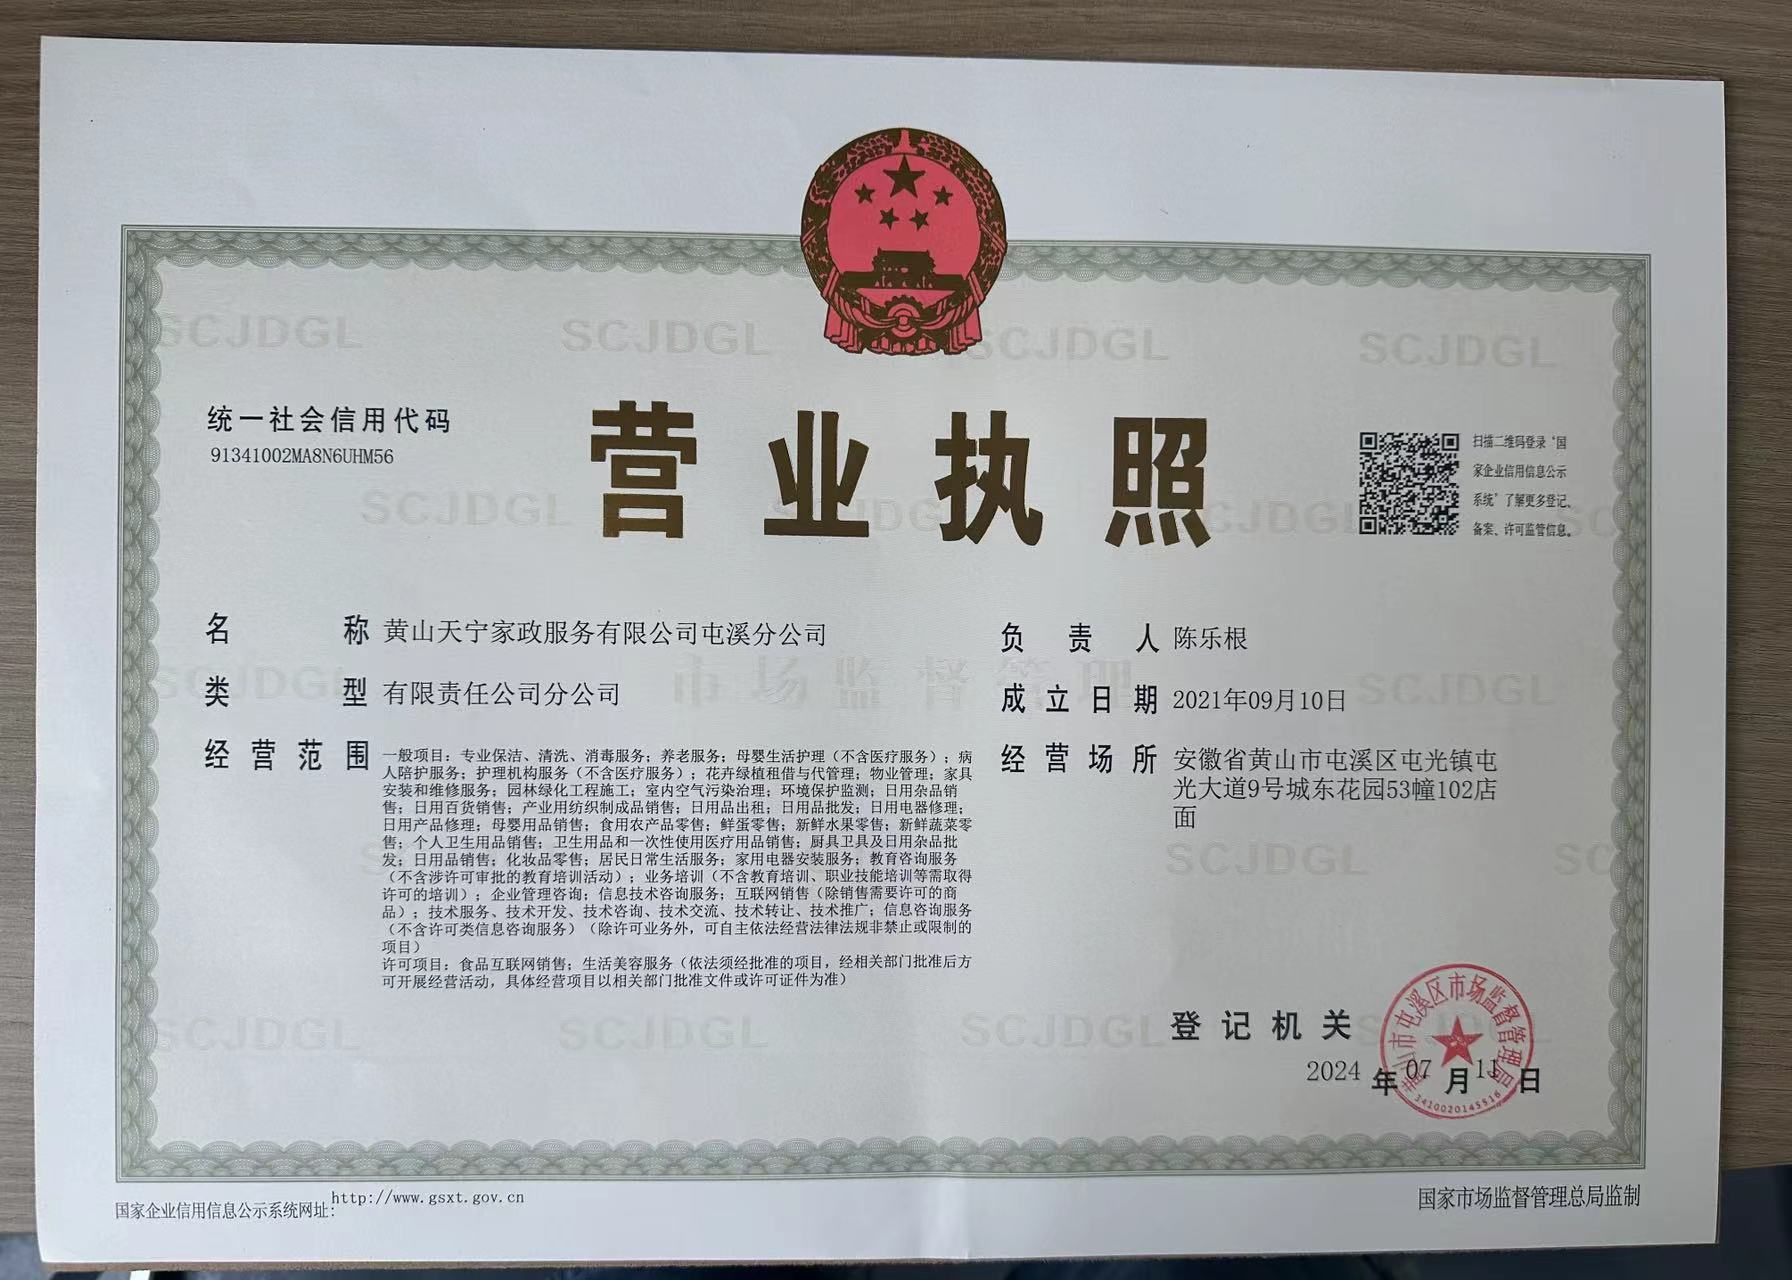 统一社会信用代码
91341002MA8N6UHM56
营业执照
扫描二维码登录‘国
家企业信用信息公示
系统’了解更多登记、
备案、许可监管信息。
名称 黄山天宁家政服务有限公司屯溪分公司
类型 有限责任公司分公司
经营范围 一般项目：专业保洁、清洗、消毒服务；养老服务；母婴生活护理（不含医疗服务）；病
人陪护服务；护理机构服务（不含医疗服务）；花卉绿植租借与代管理；物业管理；家具
安装和维修服务；园林绿化工程施工；室内空气污染治理；环境保护监测；日用杂品销
售；日用百货销售；产业用纺织制成品销售；日用品出租；日用品批发；日用电器修理；
日用产品修理；母婴用品销售；食用农产品零售；鲜蛋零售；新鲜水果零售；新鲜蔬菜零
售；个人卫生用品销售；卫生用品和一次性使用医疗用品销售；厨具卫具及日用杂品批
发；日用品销售；化妆品零售；居民日常生活服务；家用电器安装服务；教育咨询服务
（不含涉许可审批的教育培训活动）；业务培训（不含教育培训、职业技能培训等需取得
许可的培训）；企业管理咨询；信息技术咨询服务；互联网销售（除销售需要许可的商
品）；技术服务、技术开发、技术咨询、技术交流、技术转让、技术推广；信息咨询服务
（不含许可类信息咨询服务）（除许可业务外，可自主依法经营法律法规非禁止或限制的
项目）
许可项目：食品互联网销售；生活美容服务（依法须经批准的项目，经相关部门批准后方
可开展经营活动，具体经营项目以相关部门批准文件或许可证件为准）
负责人 陈乐根
成立日期 2021年09月10日
经营场所 安徽省黄山市屯溪区屯光镇屯
光大道9号城东花园53幢102店
面
登记机关
黄山市屯溪区市场监督管理局
3410020145516
2024年07月11日
国家企业信用信息公示系统网址：http://www.gsxt.gov.cn
国家市场监督管理总局监制
SCJDGL
市场监督管理